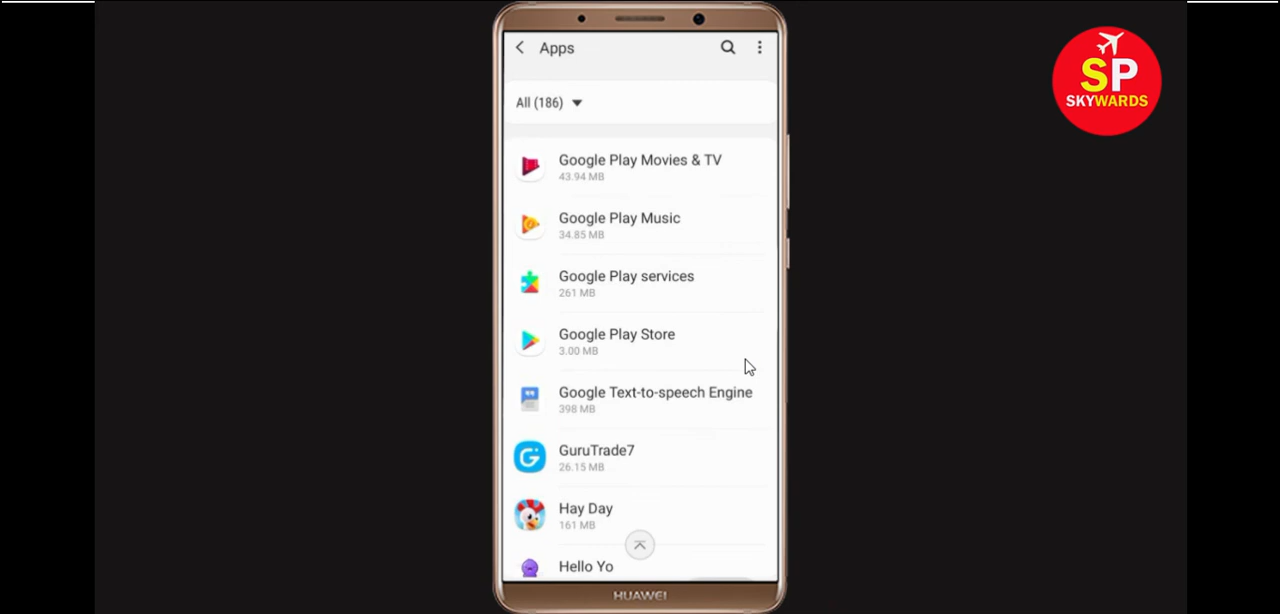 Apps
All (186)
Google Play Movies & TV
43.94 MB
Google Play Music
34.85 MB
Google Play services
261 MB
Google Play Store
3.00 MB
Google Text-to-speech Engine
398 MB
GuruTrade7
26.15 MB
Hay Day
161 MB
Hello Yo
HUAWEI
SP
SKYWARDS